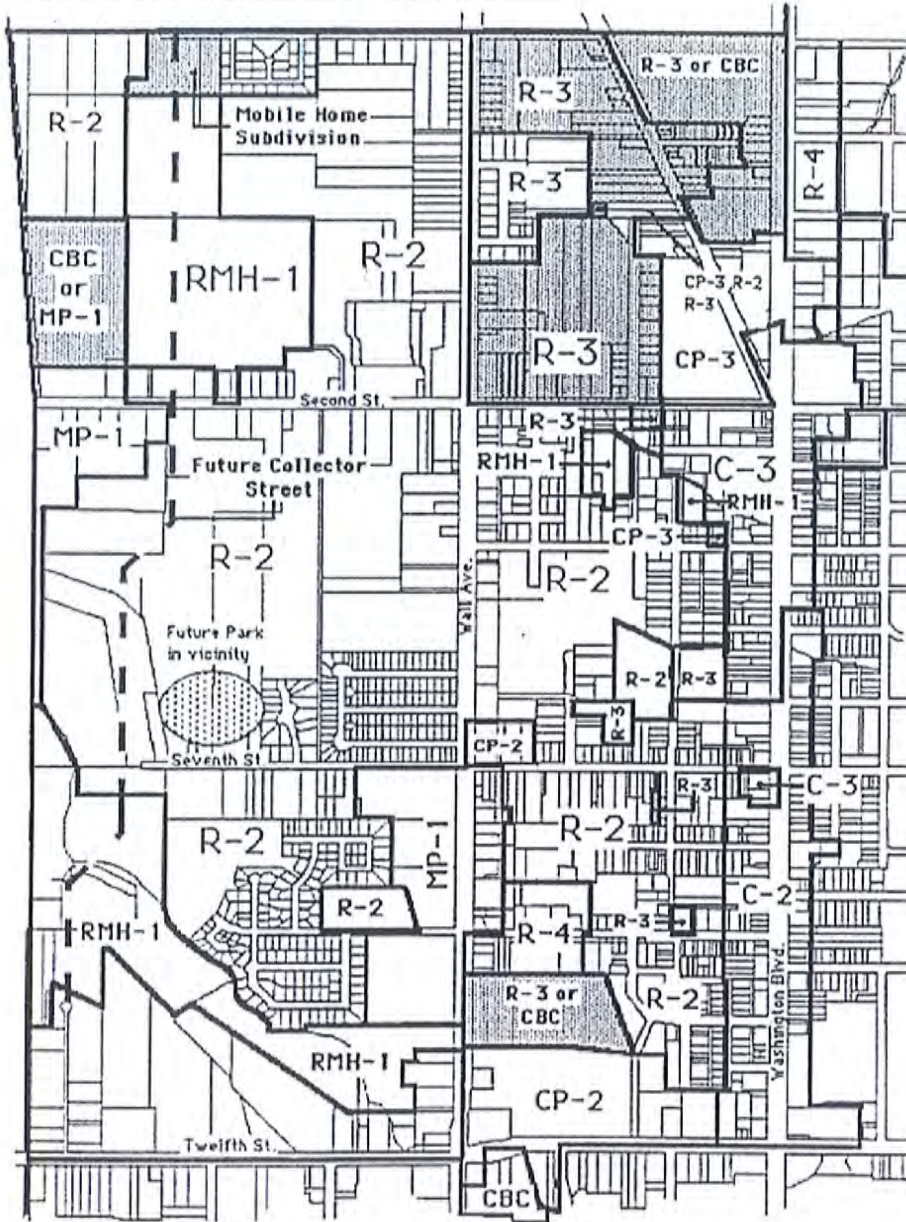 R-3 or CBC
R-3
R-2
Mobile Home
Subdivision
R-3
R-4
CBC
or
MP-1
RMH-1
R-2
CP-3
R-2
R-3
R-3
CP-3
Second St.
R-3
MP-1
Future Collector
Street
RMH-1
C-3
RMH-1
CP-3
R-2
R-2
Wall Ave.
Future Park
in vicinity
R-2
R-3
R-3
CP-2
Seventh St.
R-3
C-3
R-2
R-2
MP-1
C-2
R-2
R-3
RMH-1
R-4
R-3 or
CBC
R-2
Washington Blvd.
RMH-1
CP-2
Twelfth St.
CBC